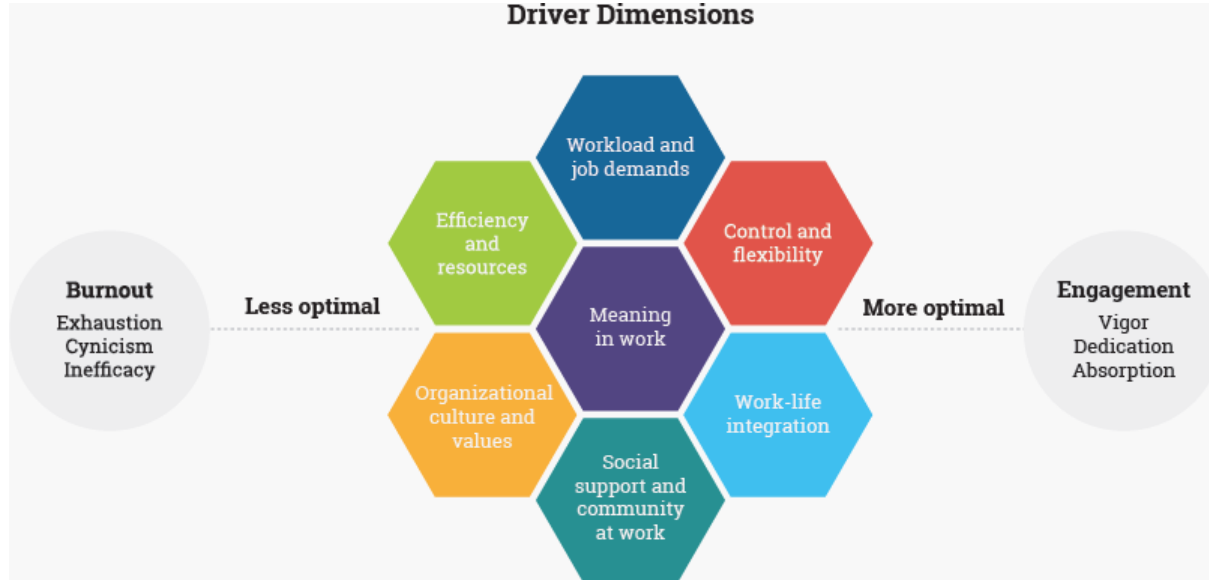 Driver Dimensions
Workload and
job demands
Efficiency
and
resources
Control and
flexibility
Burnout
Exhaustion
Cynicism
Inefficacy
Less optimal
Meaning
in work
More optimal
Engagement
Vigor
Dedication
Absorption
Organizational
culture and
values
Work-life
integration
Social
support and
community
at work